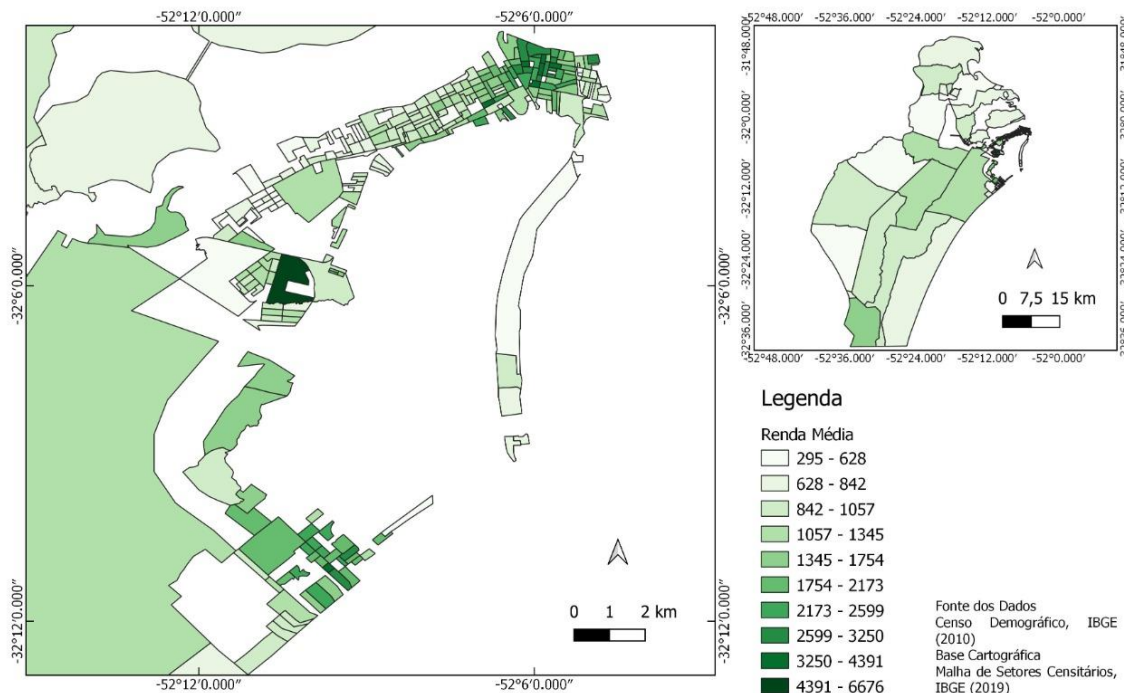 -52°12'0.000"
-52°6'0.000"
-32°6'0.000"
-32°6'0.000"
-32°12'0.000"
-32°12'0.000"
0 1 2 km
-52°12'0.000"
-52°6'0.000"
-52°48.000' -52°36.000' -52°24.000' -52°12.000' -52°0.000'
-31°48.000'
-32°0.000'
-32°12.000'
-32°24.000'
-32°36.000'
0 7,5 15 km
-52°48.000' -52°36.000' -52°24.000' -52°12.000' -52°0.000'
Legenda
Renda Média
295 - 628
628 - 842
842 - 1057
1057 - 1345
1345 - 1754
1754 - 2173
2173 - 2599
2599 - 3250
3250 - 4391
4391 - 6676
Fonte dos Dados
Censo Demográfico, IBGE
(2010)
Base Cartográfica
Malha de Setores Censitários,
IBGE (2019)